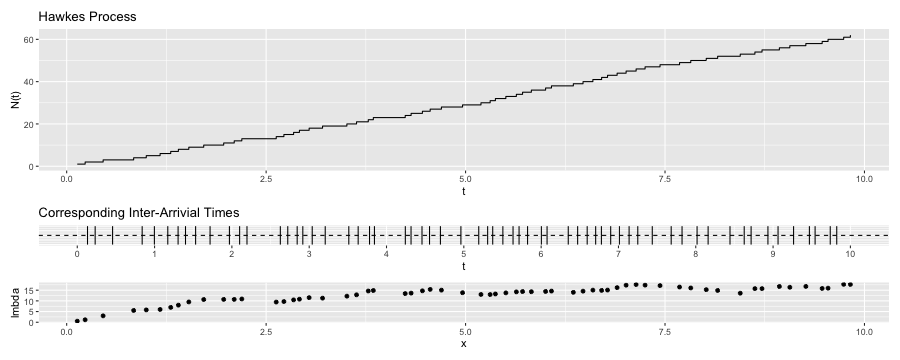 Hawkes Process
60
40
20
0
N(t)
0.0 2.5 5.0 7.5 10.0
t
Corresponding Inter-Arrivial Times
0 1 2 3 4 5 6 7 8 9 10
t
15
10
5
0
lmbda
0.0 2.5 5.0 7.5 10.0
x